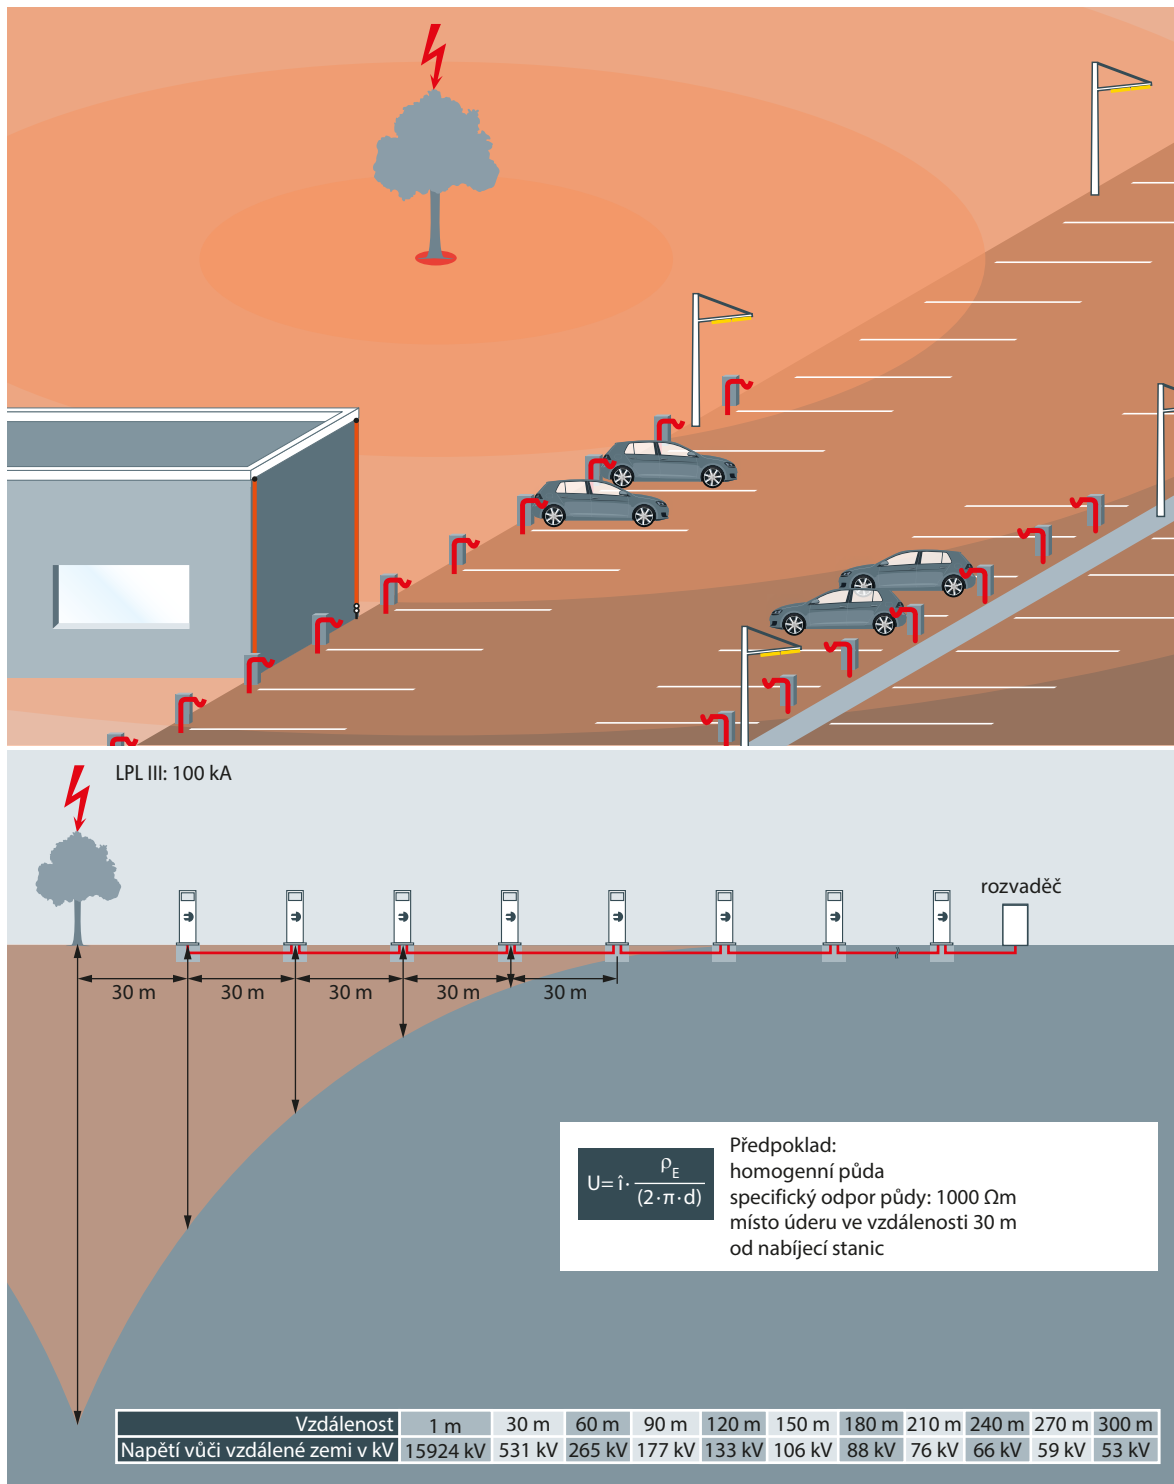 LPL III: 100 kA
rozvaděč
30 m 30 m 30 m 30 m 30 m
U= î · ρE / (2 · π · d)
Předpoklad:
homogenní půda
specifický odpor půdy: 1000 Ωm
místo úderu ve vzdálenosti 30 m
od nabíjecí stanic
Vzdálenost 1 m 30 m 60 m 90 m 120 m 150 m 180 m 210 m 240 m 270 m 300 m
Napětí vůči vzdálené zemi v kV 15924 kV 531 kV 265 kV 177 kV 133 kV 106 kV 88 kV 76 kV 66 kV 59 kV 53 kV